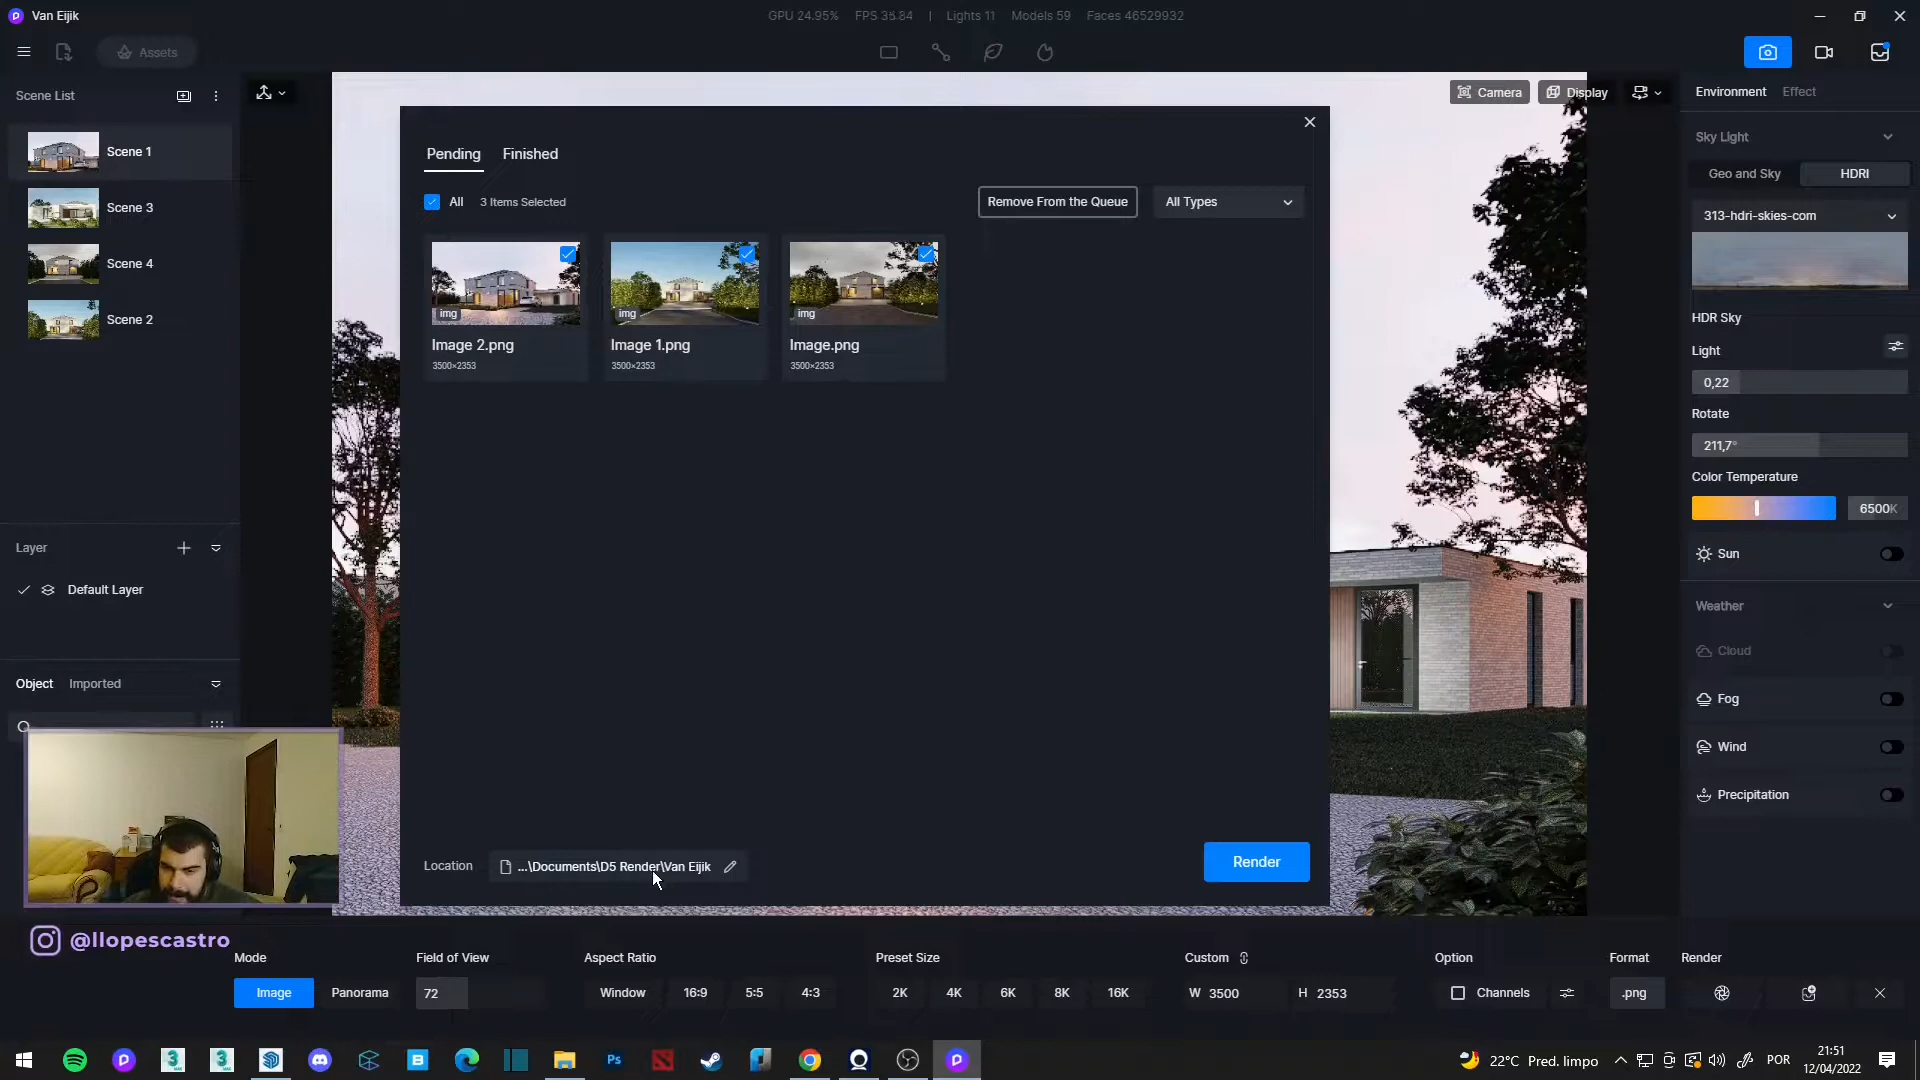 Van Eijik
GPU 24.95% FPS 35.84 | Lights 11 Models 59 Faces 46529932
Assets
Scene List
Camera
Display
Environment Effect
Scene 1
Scene 3
Scene 4
Scene 2
Pending Finished
All 3 Items Selected
Remove From the Queue
All Types
img
Image 2.png
3500×2353
img
Image 1.png
3500×2353
img
Image.png
3500×2353
Sky Light
Geo and Sky HDRI
313-hdri-skies-com
HDR Sky
Light
0,22
Rotate
211,7°
Color Temperature
6500K
Sun
Weather
Cloud
Fog
Wind
Precipitation
Layer
Default Layer
Object Imported
Location ...\Documents\D5 Render\Van Eijik
Render
@llopescastro
Mode Field of View Aspect Ratio Preset Size Custom Option Format Render
Image Panorama 72 Window 16:9 5:5 4:3 2K 4K 6K 8K 16K W 3500 H 2353 Channels .png
22°C Pred. limpo
POR
21:51
12/04/2022